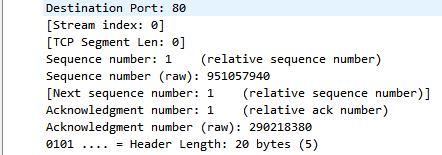 Destination Port: 80
[Stream index: 0]
[TCP Segment Len: 0]
Sequence number: 1    (relative sequence number)
Sequence number (raw): 951057940
[Next sequence number: 1    (relative sequence number)]
Acknowledgment number: 1    (relative ack number)
Acknowledgment number (raw): 290218380
0101 .... = Header Length: 20 bytes (5)